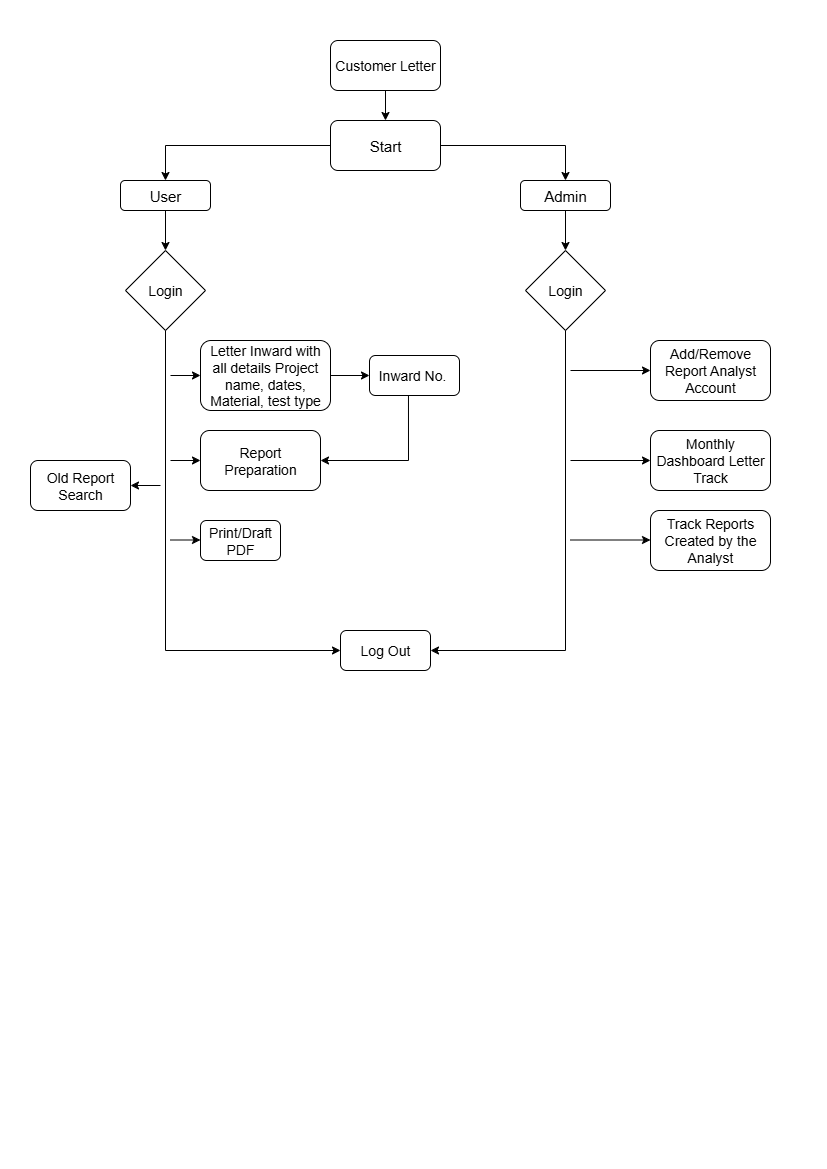 Customer Letter
Start
User
Admin
Login
Login
Letter Inward with
all details Project
name, dates,
Material, test type
Inward No.
Add/Remove
Report Analyst
Account
Report
Preparation
Monthly
Dashboard Letter
Track
Old Report
Search
Print/Draft
PDF
Track Reports
Created by the
Analyst
Log Out